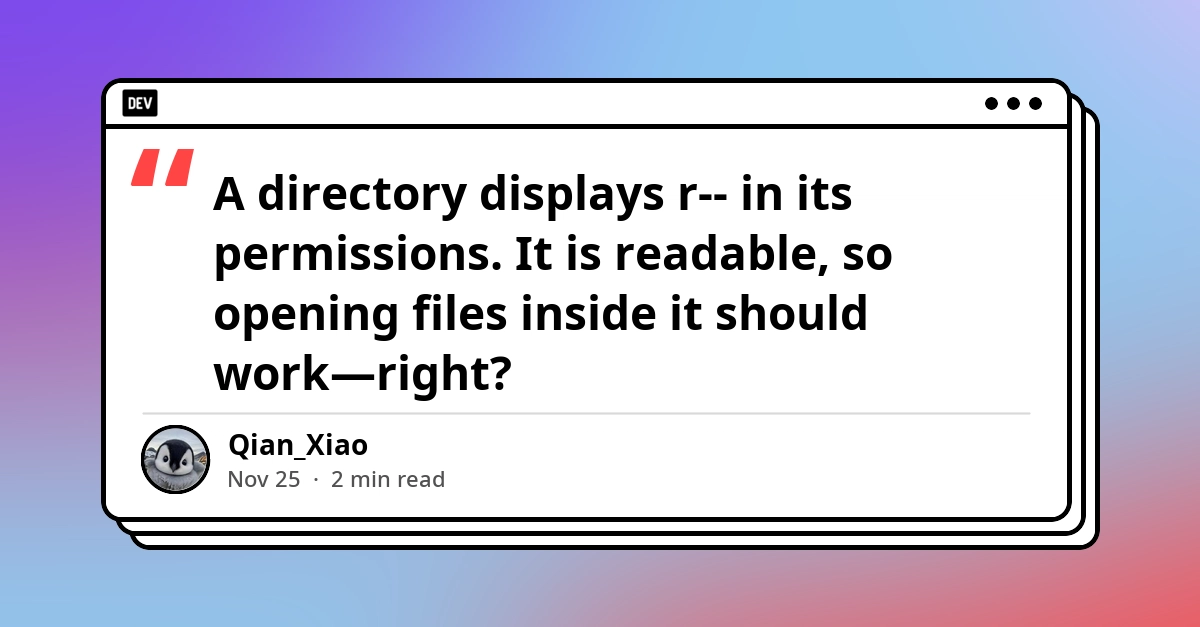 DEV
A directory displays r-- in its
permissions. It is readable, so
opening files inside it should
work—right?
Qian_Xiao
Nov 25 · 2 min read